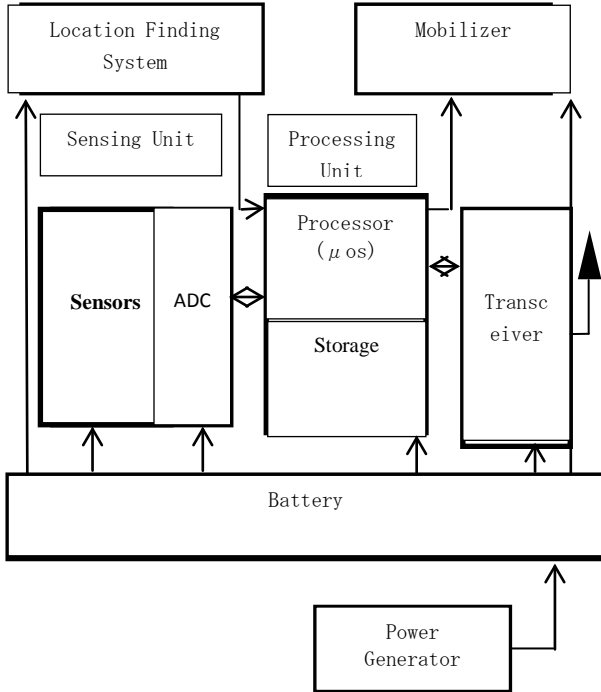 Location Finding
System
Mobilizer
Sensing Unit
Processing
Unit
Sensors
ADC
Processor
(μos)
Storage
Transc
eiver
Battery
Power
Generator